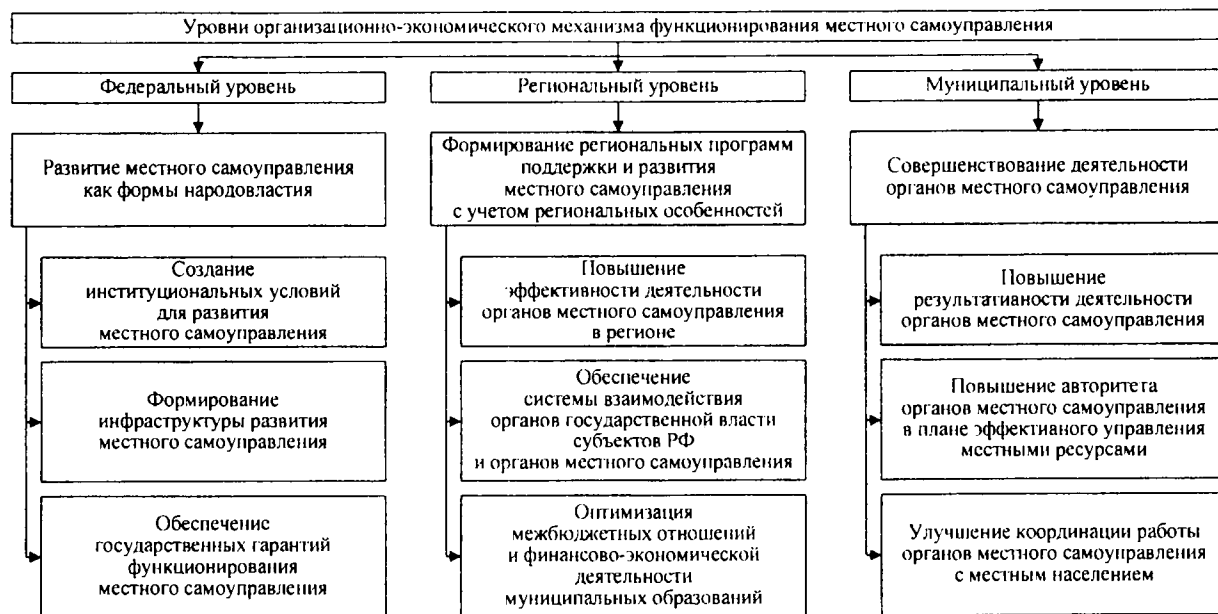 Уровни организационно-экономического механизма функционирования местного самоуправления
Федеральный уровень
Региональный уровень
Муниципальный уровень
Развитие местного самоуправления
как формы народовластия
Формирование региональных программ
поддержки и развития
местного самоуправления
с учетом региональных особенностей
Совершенствование деятельности
органов местного самоуправления
Создание
институциональных условий
для развития
местного самоуправления
Повышение
эффективности деятельности
органов местного самоуправления
в регионе
Повышение
результативности деятельности
органов местного самоуправления
Формирование
инфраструктуры развития
местного самоуправления
Обеспечение
системы взаимодействия
органов государственной власти
субъектов РФ
и органов местного самоуправления
Повышение авторитета
органов местного самоуправления
в плане эффективного управления
местными ресурсами
Обеспечение
государственных гарантий
функционирования
местного самоуправления
Оптимизация
межбюджетных отношений
и финансово-экономической
деятельности
муниципальных образований
Улучшение координации работы
органов местного самоуправления
с местным населением